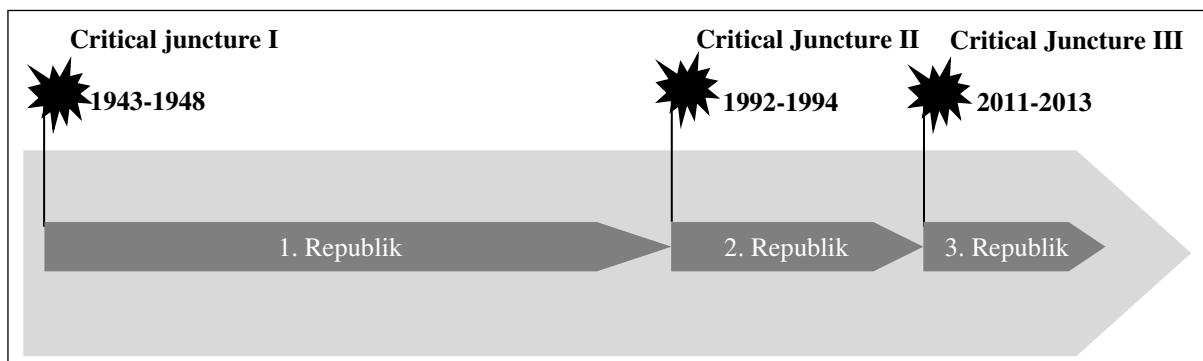 Critical juncture I
Critical Juncture II
Critical Juncture III
1943-1948
1992-1994
2011-2013
1. Republik
2. Republik
3. Republik